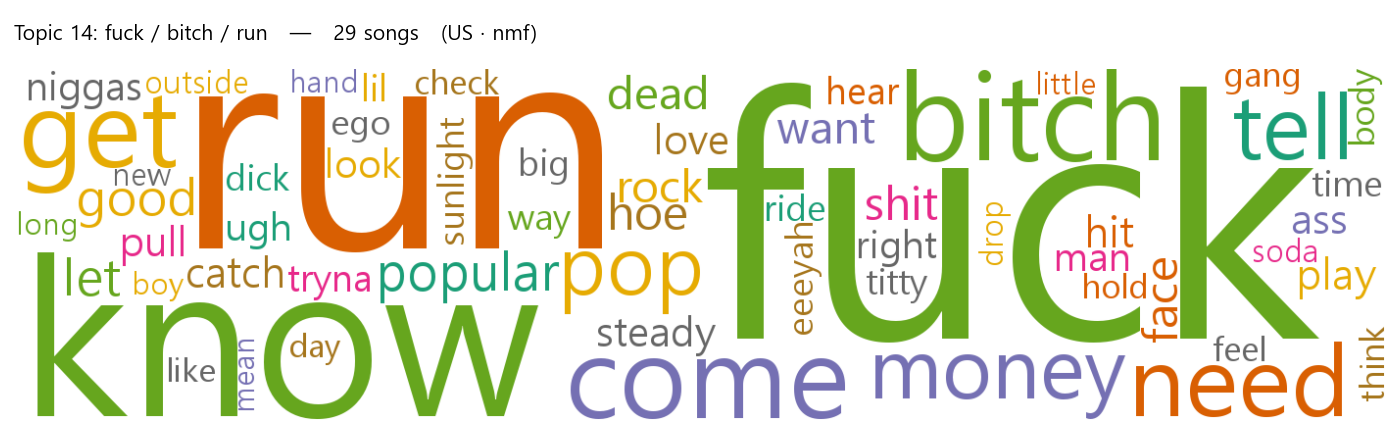 Topic 14: fuck / bitch / run — 29 songs (US · nmf)
niggas outside hand lil check dead hear bitch little gang body
get run ego love want tell
new dick look sunlight big rock fuck time
long good ugh way hoe ride shit drop hit ass
pull right man soda
let boy catch tryna popular pop eeeyah titty hold face play
know steady feel
like mean day come money need think